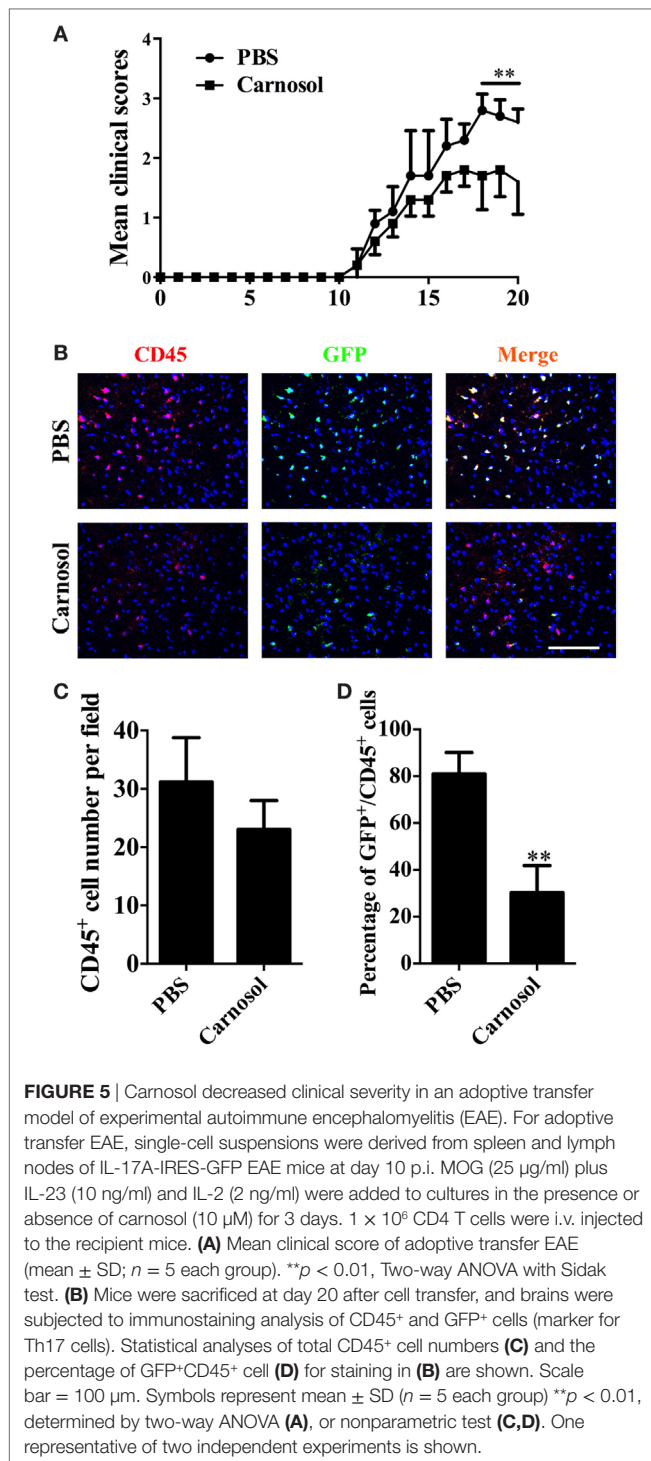 A
PBS
Carnosol
**
Mean clinical scores
4
3
2
1
0
0 5 10 15 20
B
CD45 GFP Merge
PBS
Carnosol
C
CD45+ cell number per field
40
30
20
10
0
PBS Carnosol
D
Percentage of GFP+/CD45+ cells
100
80
60
40
20
0
**
PBS Carnosol
FIGURE 5 | Carnosol decreased clinical severity in an adoptive transfer
model of experimental autoimmune encephalomyelitis (EAE). For adoptive
transfer EAE, single-cell suspensions were derived from spleen and lymph
nodes of IL-17A-IRES-GFP EAE mice at day 10 p.i. MOG (25 µg/ml) plus
IL-23 (10 ng/ml) and IL-2 (2 ng/ml) were added to cultures in the presence or
absence of carnosol (10 µM) for 3 days. 1 × 10⁶ CD4 T cells were i.v. injected
to the recipient mice. (A) Mean clinical score of adoptive transfer EAE
(mean ± SD; n = 5 each group). **p < 0.01, Two-way ANOVA with Sidak
test. (B) Mice were sacrificed at day 20 after cell transfer, and brains were
subjected to immunostaining analysis of CD45⁺ and GFP⁺ cells (marker for
Th17 cells). Statistical analyses of total CD45⁺ cell numbers (C) and the
percentage of GFP⁺CD45⁺ cell (D) for staining in (B) are shown. Scale
bar = 100 µm. Symbols represent mean ± SD (n = 5 each group) **p < 0.01,
determined by two-way ANOVA (A), or nonparametric test (C,D). One
representative of two independent experiments is shown.